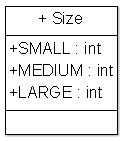 + Size
+SMALL : int
+MEDIUM : int
+LARGE : int